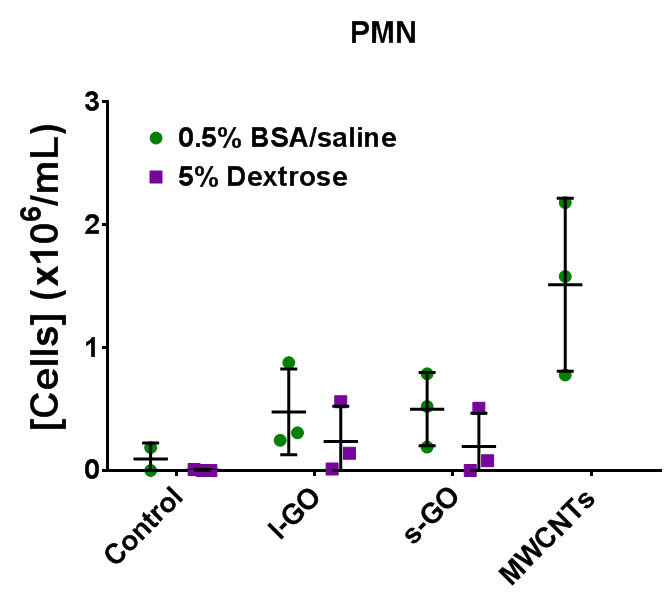 PMN
[Cells] (x10⁶/mL)
3
2
1
0
0.5% BSA/saline
5% Dextrose
Control
l-GO
s-GO
MWCNTs